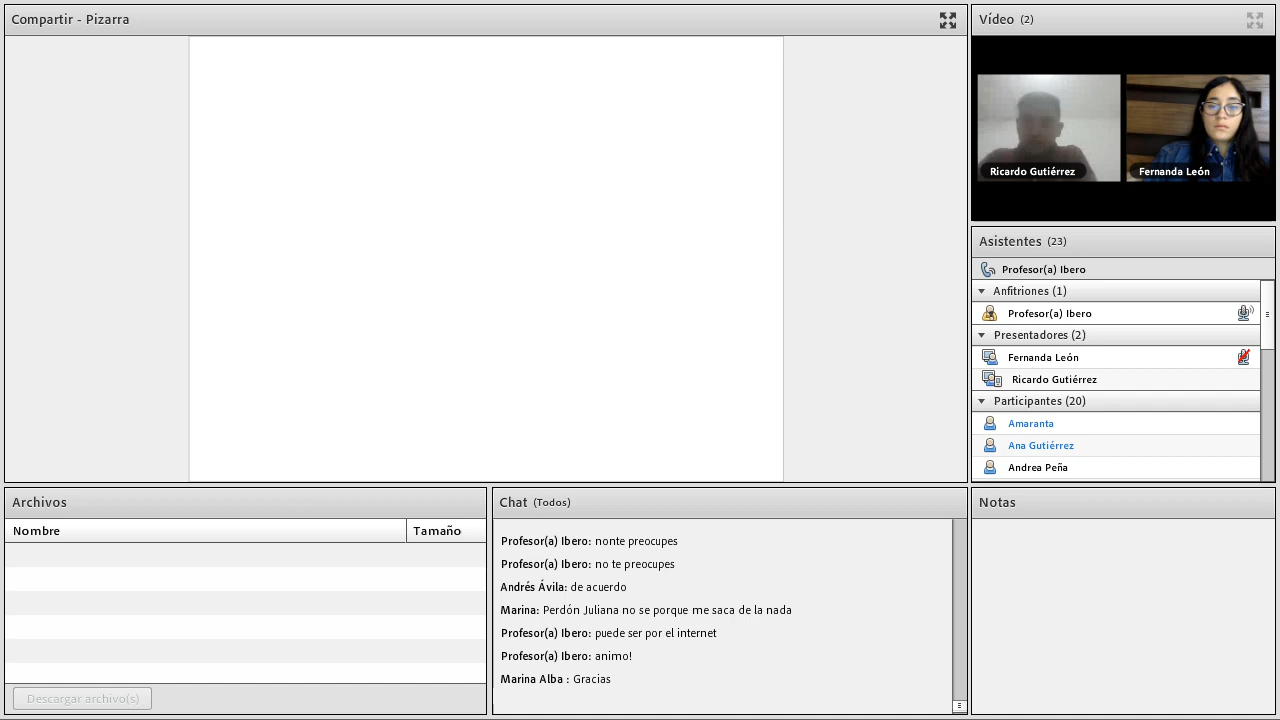 Compartir - Pizarra
Vídeo (2)
Ricardo Gutiérrez
Fernanda León
Asistentes (23)
Profesor(a) Ibero
Anfitriones (1)
Profesor(a) Ibero
Presentadores (2)
Fernanda León
Ricardo Gutiérrez
Participantes (20)
Amaranta
Ana Gutiérrez
Andrea Peña
Archivos
Nombre Tamaño
Descargar archivo(s)
Chat (Todos)
Profesor(a) Ibero: nonte preocupes
Profesor(a) Ibero: no te preocupes
Andrés Ávila: de acuerdo
Marina: Perdón Juliana no se porque me saca de la nada
Profesor(a) Ibero: puede ser por el internet
Profesor(a) Ibero: animo!
Marina Alba : Gracias
Notas